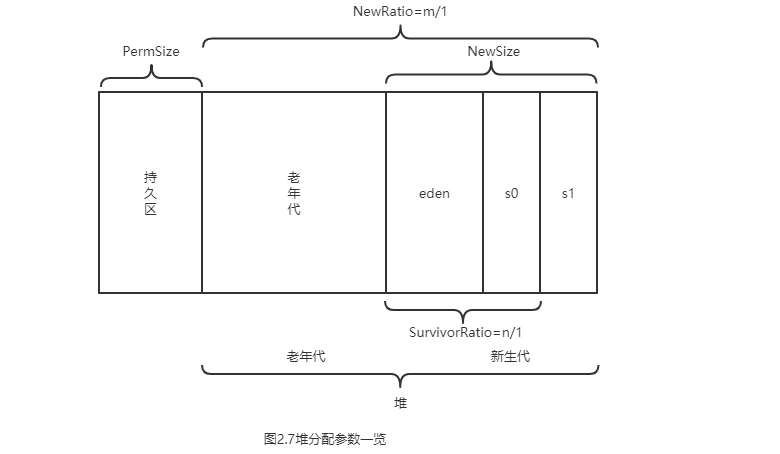 NewRatio=m/1
PermSize
NewSize
持
久
区
老
年
代
eden
s0
s1
SurvivorRatio=n/1
老年代
新生代
堆
图2.7堆分配参数一览